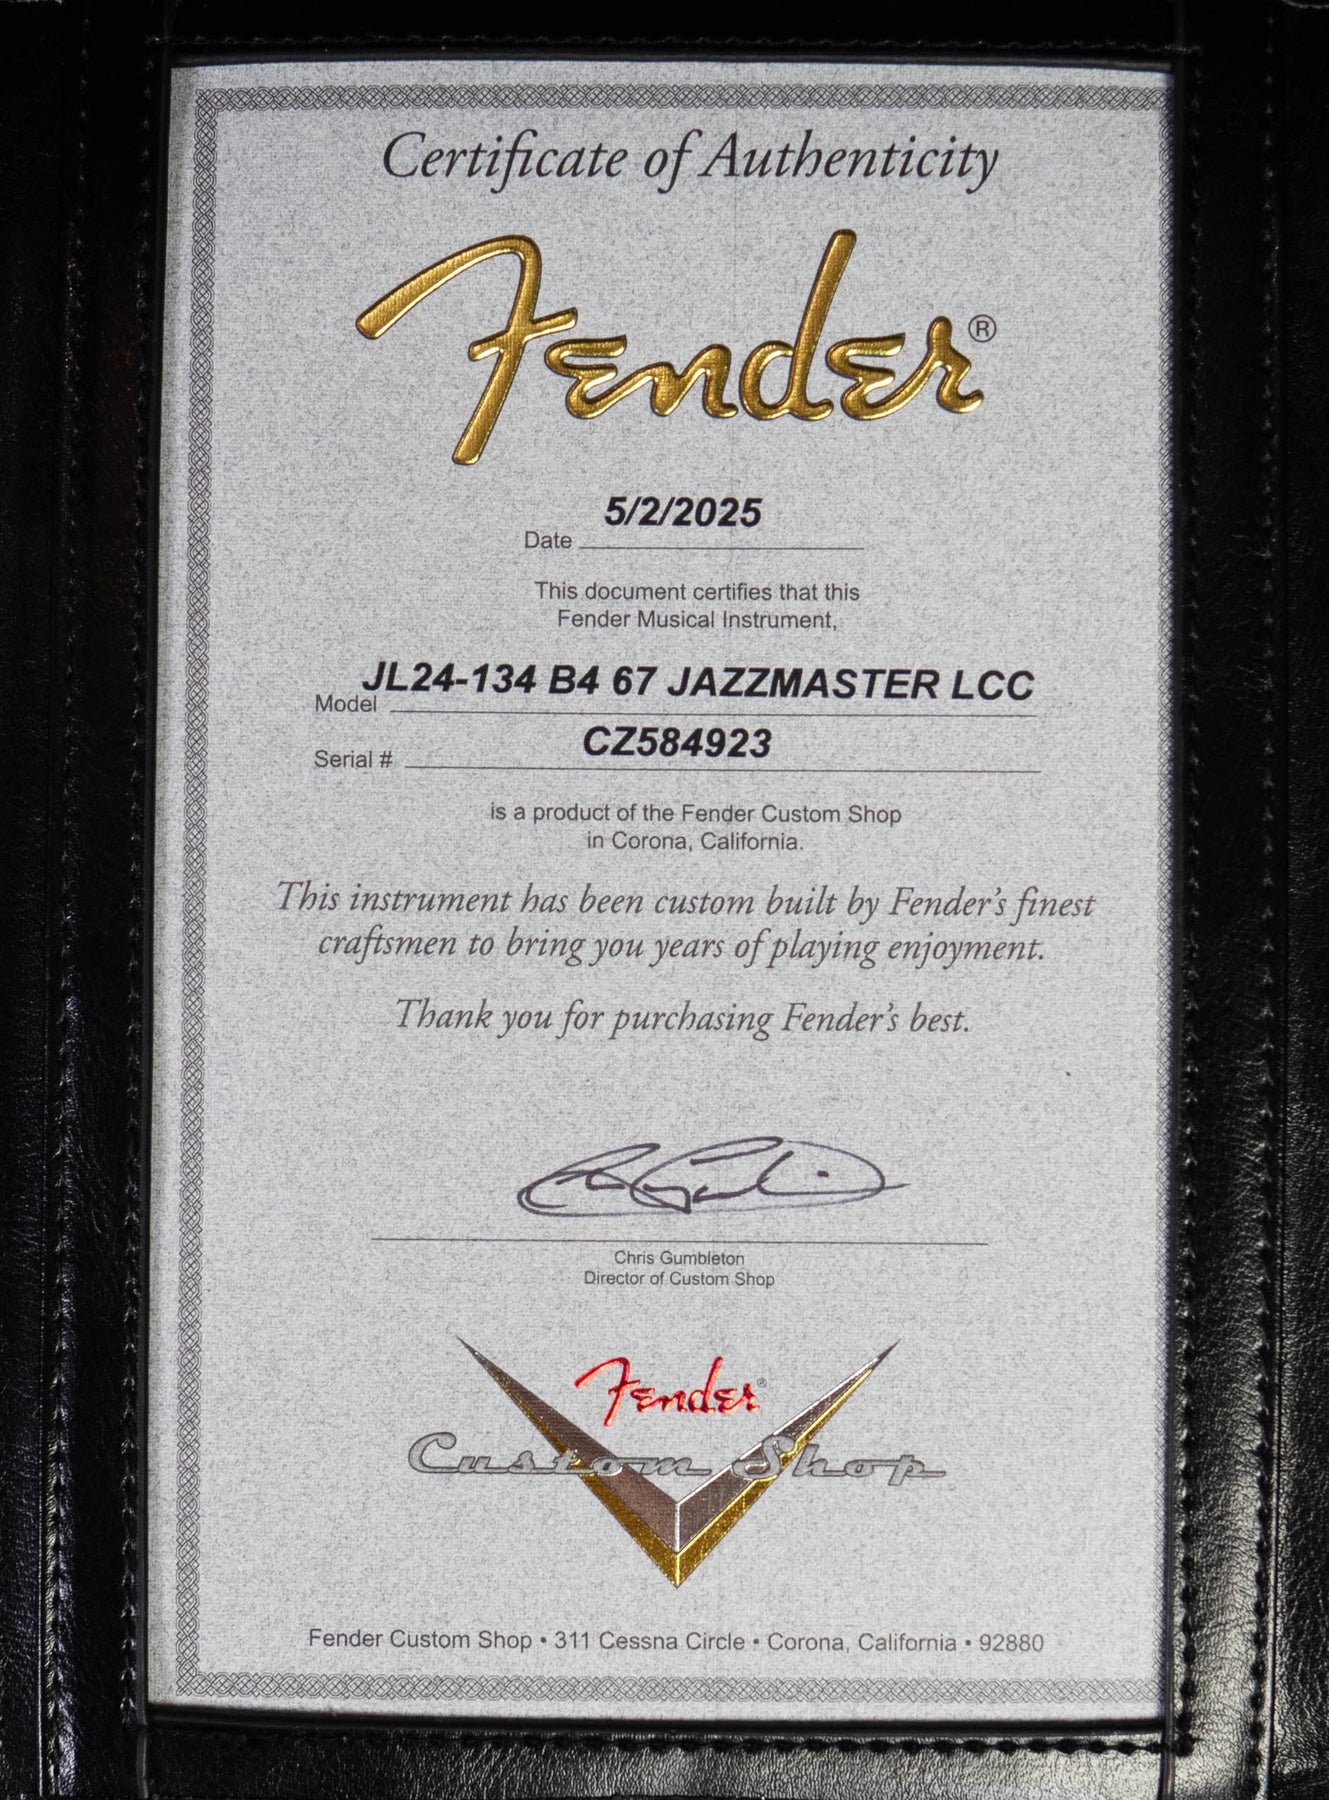 Certificate of Authenticity
Fender®
5/2/2025
Date
This document certifies that this
Fender Musical Instrument,
JL24-134 B4 67 JAZZMASTER LCC
Model
CZ584923
Serial #
is a product of the Fender Custom Shop
in Corona, California.
This instrument has been custom built by Fender's finest
craftsmen to bring you years of playing enjoyment.
Thank you for purchasing Fender's best.
Chris Gumbleton
Director of Custom Shop
Fender®
Custom Shop
Fender Custom Shop • 311 Cessna Circle • Corona, California • 92880